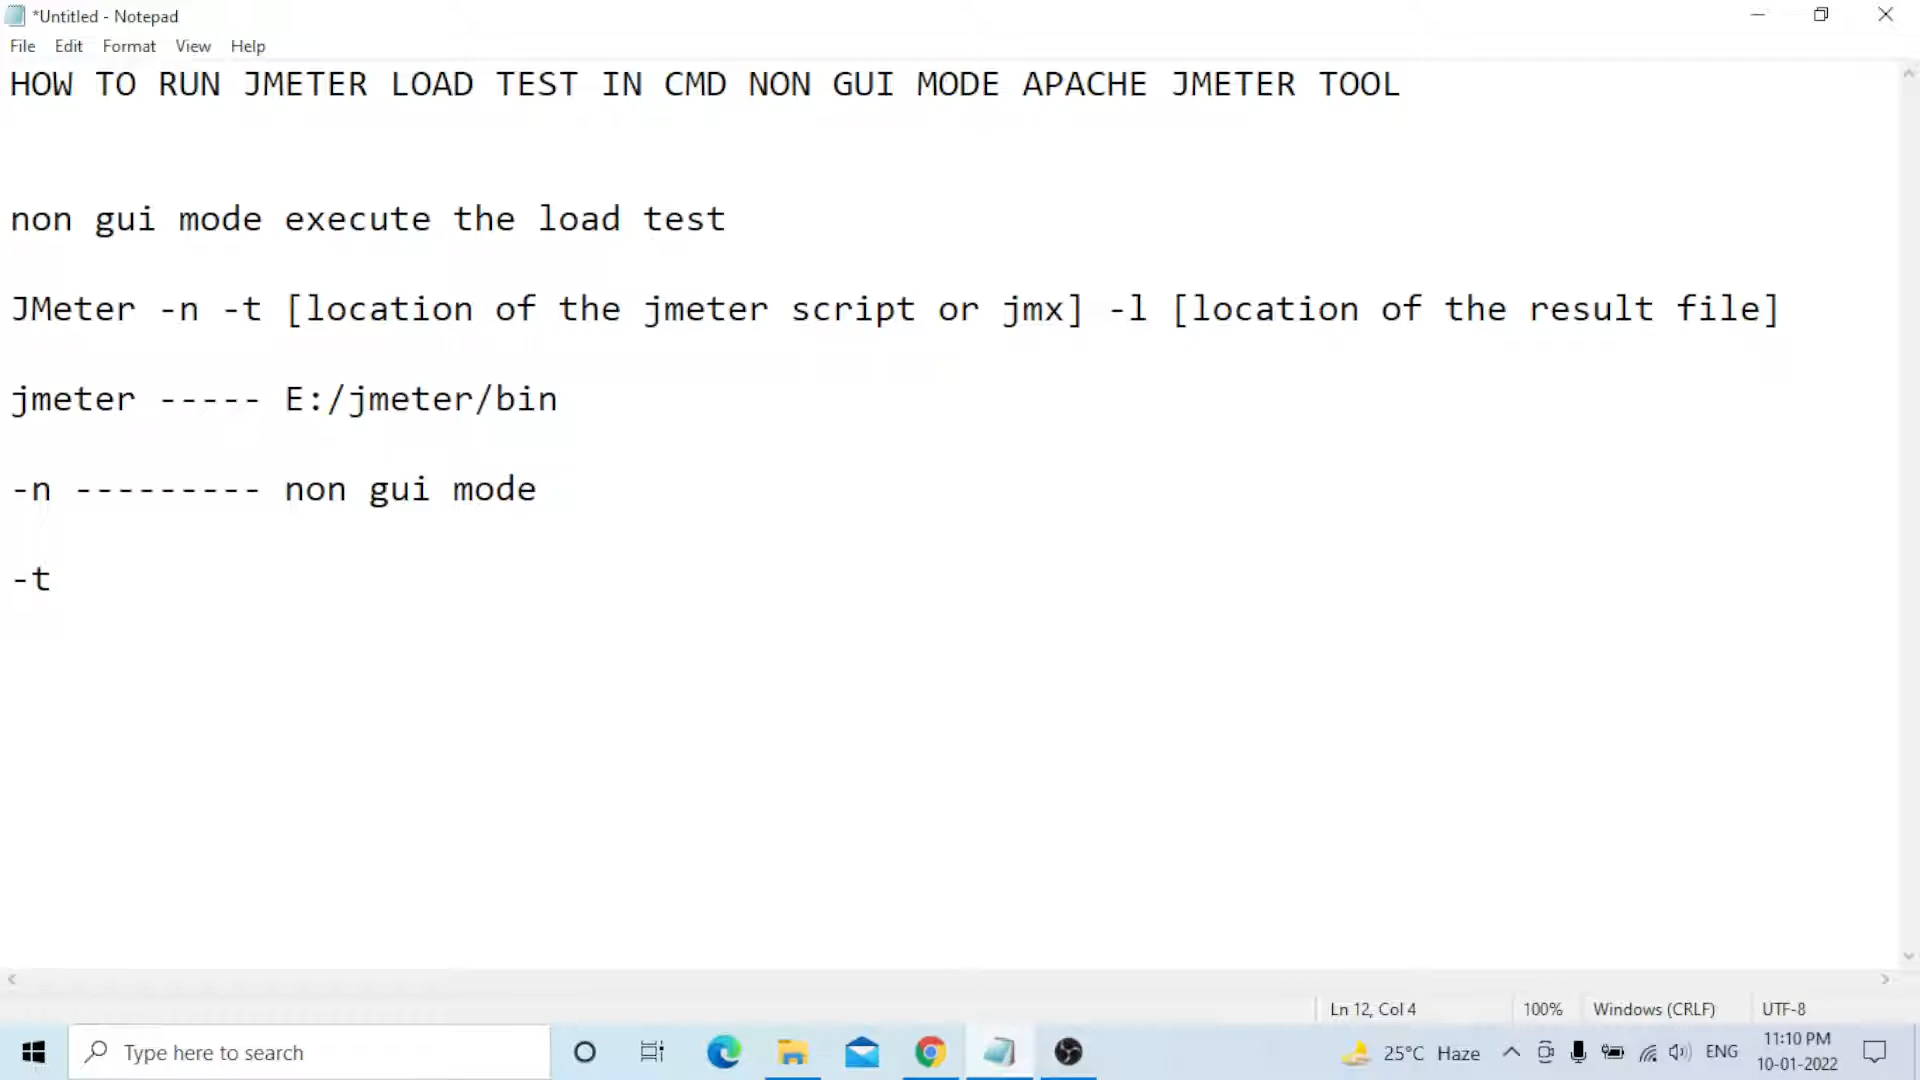 *Untitled - Notepad
File Edit Format View Help
HOW TO RUN JMETER LOAD TEST IN CMD NON GUI MODE APACHE JMETER TOOL
non gui mode execute the load test
JMeter -n -t [location of the jmeter script or jmx] -l [location of the result file]
jmeter ----- E:/jmeter/bin
-n --------- non gui mode
-t
Ln 12, Col 4 100% Windows (CRLF) UTF-8
Type here to search
25°C Haze ENG
11:10 PM
10-01-2022